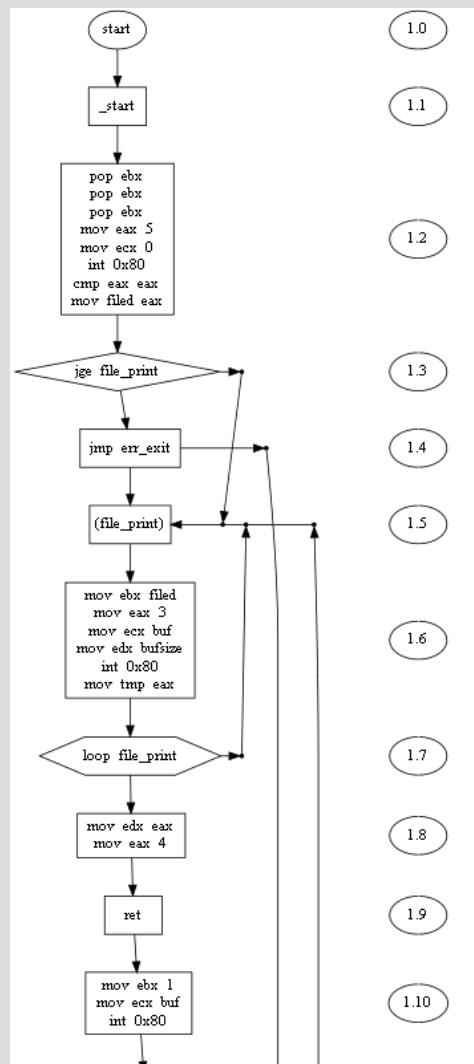 start
1.0
_start
1.1
pop ebx
pop ebx
pop ebx
mov eax 5
mov ecx 0
int 0x80
cmp eax eax
mov filed eax
1.2
jge file_print
1.3
jmp err_exit
1.4
(file_print)
1.5
mov ebx filed
mov eax 3
mov ecx buf
mov edx bufsize
int 0x80
mov tmp eax
1.6
loop file_print
1.7
mov edx eax
mov eax 4
1.8
ret
1.9
mov ebx 1
mov ecx buf
int 0x80
1.10